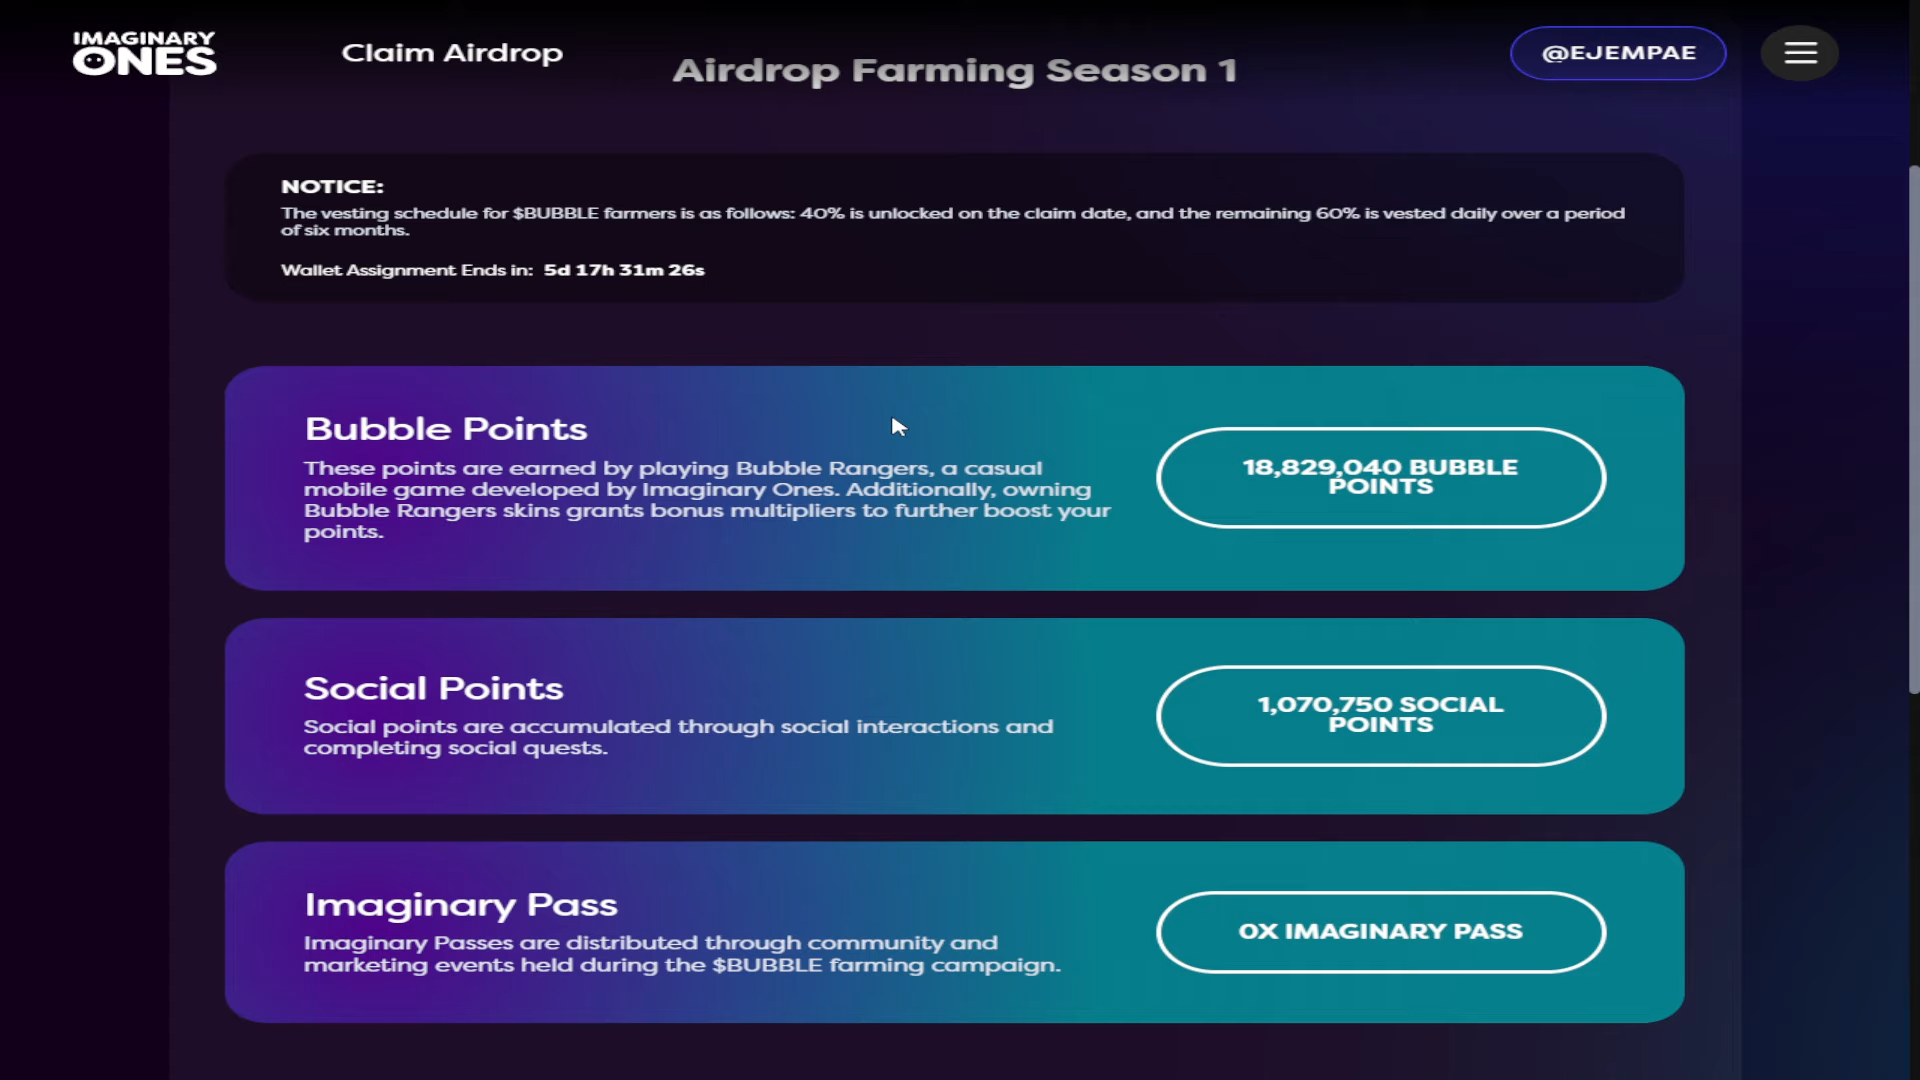 IMAGINARY
ONES
Claim Airdrop
Airdrop Farming Season 1
@EJEMPAE
NOTICE:
The vesting schedule for $BUBBLE farmers is as follows: 40% is unlocked on the claim date, and the remaining 60% is vested daily over a period
of six months.
Wallet Assignment Ends in: 5d 17h 31m 26s
Bubble Points
These points are earned by playing Bubble Rangers, a casual
mobile game developed by Imaginary Ones. Additionally, owning
Bubble Rangers skins grants bonus multipliers to further boost your
points.
18,829,040 BUBBLE
POINTS
Social Points
Social points are accumulated through social interactions and
completing social quests.
1,070,750 SOCIAL
POINTS
Imaginary Pass
Imaginary Passes are distributed through community and
marketing events held during the $BUBBLE farming campaign.
0X IMAGINARY PASS